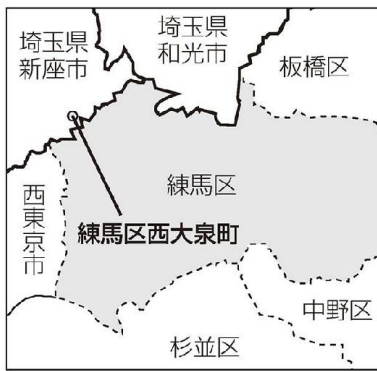 埼玉県
新座市
埼玉県
和光市
板橋区
練馬区
西東京市
練馬区西大泉町
中野区
杉並区